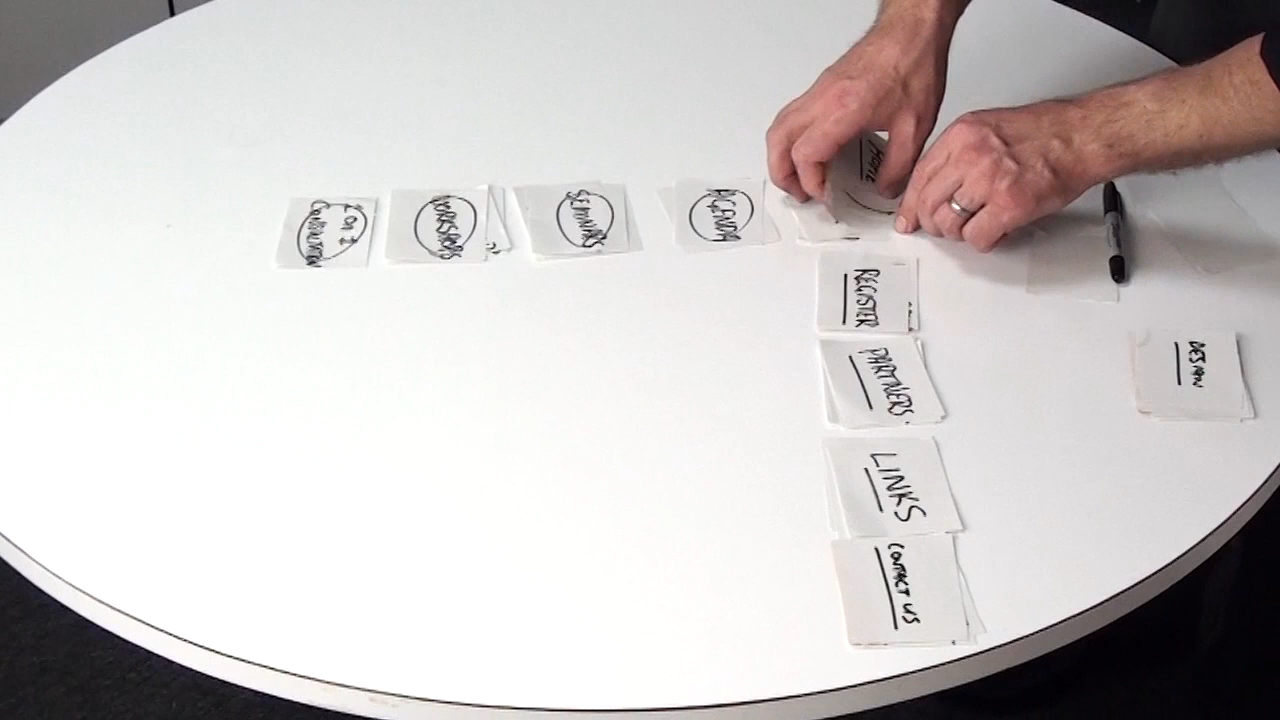 1 ON 1
CONSULTATION
WORKSHOPS
SEMINARS
AGENDA
HOME
REGISTER
PARTNERS
LINKS
CONTACT US